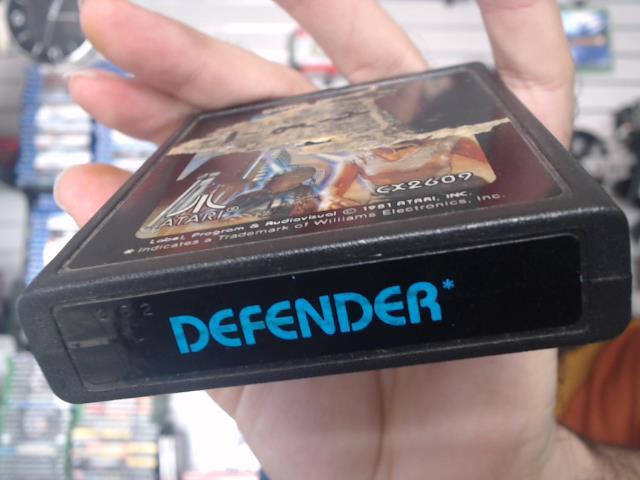 ATARI®
CX2609
Label, Program & Audiovisual © 1981 ATARI, INC.
* Indicates a Trademark of Williams Electronics, Inc.
DEFENDER*